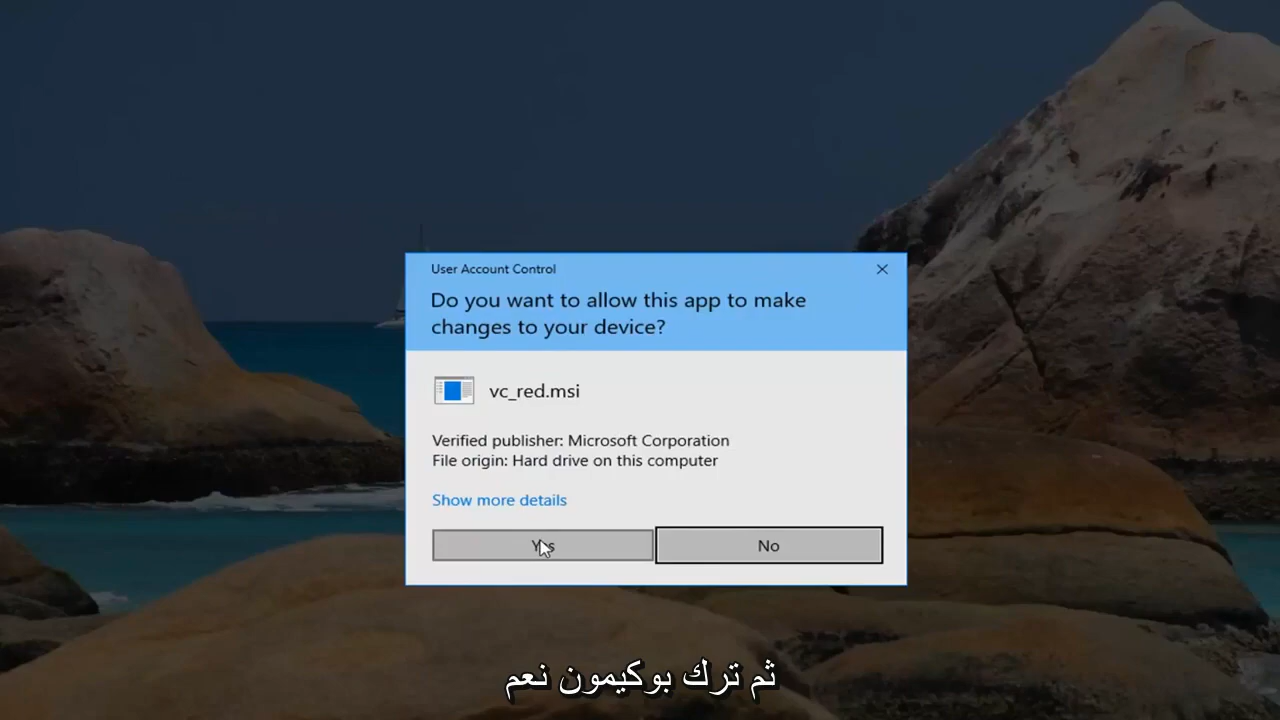 User Account Control
Do you want to allow this app to make
changes to your device?
vc_red.msi
Verified publisher: Microsoft Corporation
File origin: Hard drive on this computer
Show more details
Yes
No
ثم ترك بوكيمون نعم